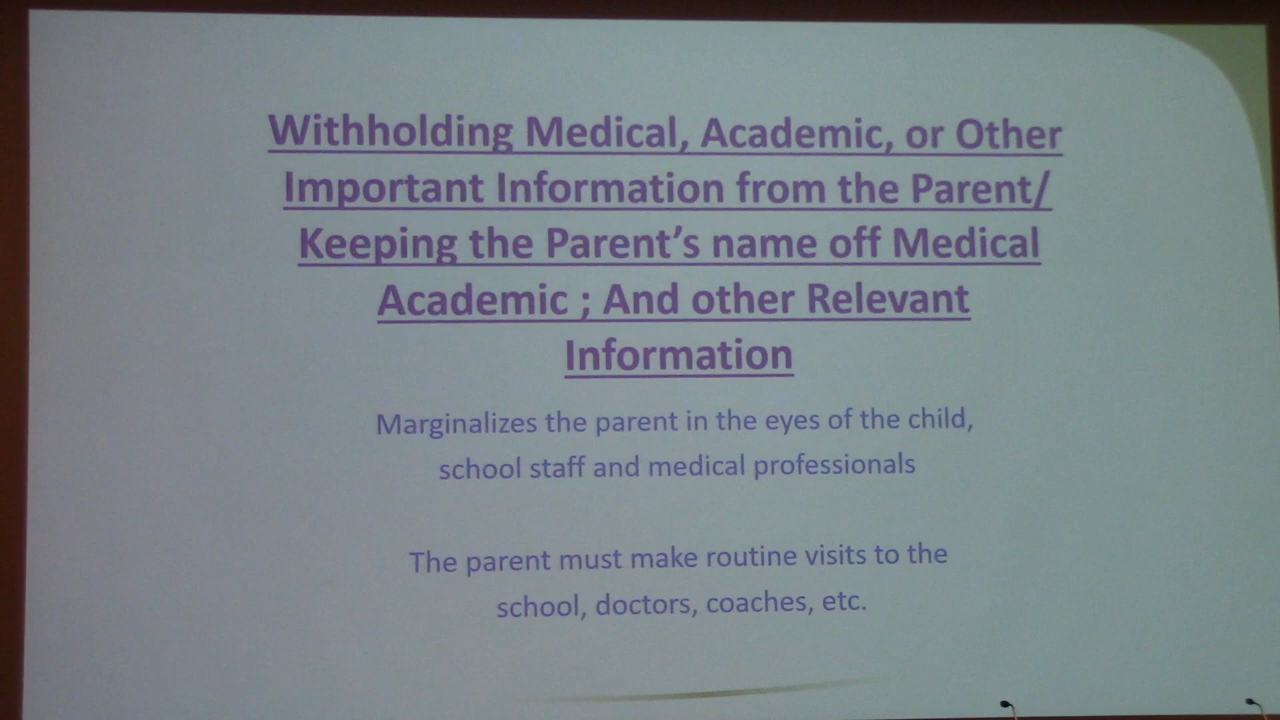 Withholding Medical, Academic, or Other
Important Information from the Parent/
Keeping the Parent's name off Medical
Academic ; And other Relevant
Information
Marginalizes the parent in the eyes of the child,
school staff and medical professionals
The parent must make routine visits to the
school, doctors, coaches, etc.